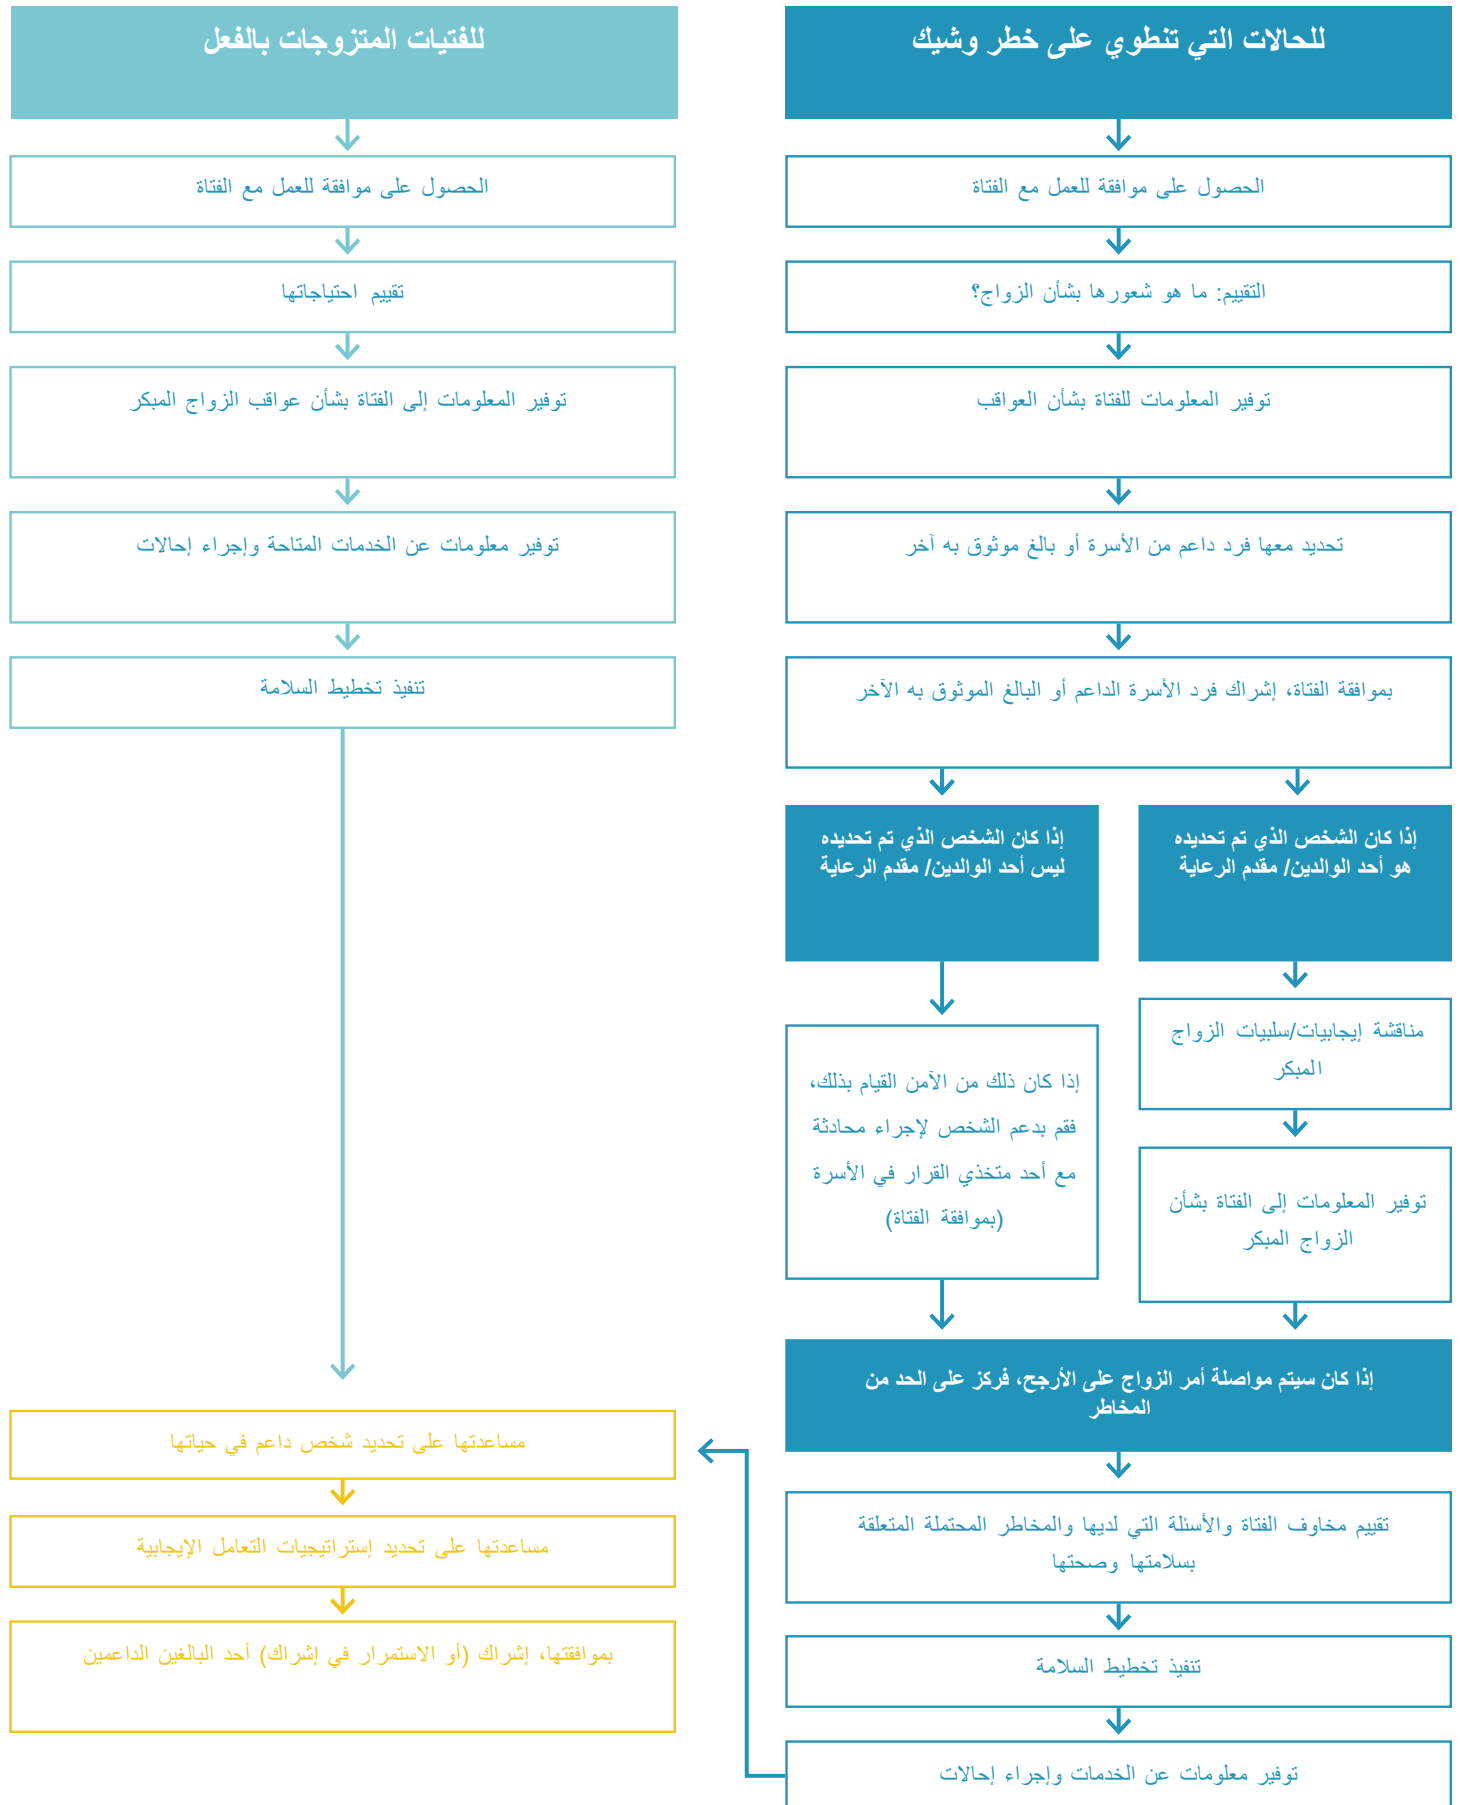 للحالات التي تنطوي على خطر وشيك
الحصول على موافقة للعمل مع الفتاة
التقييم: ما هو شعورها بشأن الزواج؟
توفير المعلومات للفتاة بشأن العواقب
تحديد معها فرد داعم من الأسرة أو بالغ موثوق به آخر
بموافقة الفتاة، إشراك فرد الأسرة الداعم أو البالغ الموثوق به الآخر
إذا كان الشخص الذي تم تحديده
هو أحد الوالدين/ مقدم الرعاية
مناقشة إيجابيات/سلبيات الزواج
المبكر
توفير المعلومات إلى الفتاة بشأن
الزواج المبكر
إذا كان الشخص الذي تم تحديده
ليس أحد الوالدين/ مقدم الرعاية
إذا كان ذلك من الآمن القيام بذلك،
فقم بدعم الشخص لإجراء محادثة
مع أحد متخذي القرار في الأسرة
(بموافقة الفتاة)
إذا كان سيتم مواصلة أمر الزواج على الأرجح، فركز على الحد من
المخاطر
تقييم مخاوف الفتاة والأسئلة التي لديها والمخاطر المحتملة المتعلقة
بسلامتها وصحتها
تنفيذ تخطيط السلامة
توفير معلومات عن الخدمات وإجراء إحالات
للفتيات المتزوجات بالفعل
الحصول على موافقة للعمل مع الفتاة
تقييم احتياجاتها
توفير المعلومات إلى الفتاة بشأن عواقب الزواج المبكر
توفير معلومات عن الخدمات المتاحة وإجراء إحالات
تنفيذ تخطيط السلامة
مساعدتها على تحديد شخص داعم في حياتها
مساعدتها على تحديد إستراتيجيات التعامل الإيجابية
بموافقتها، إشراك (أو الاستمرار في إشراك) أحد البالغين الداعمين